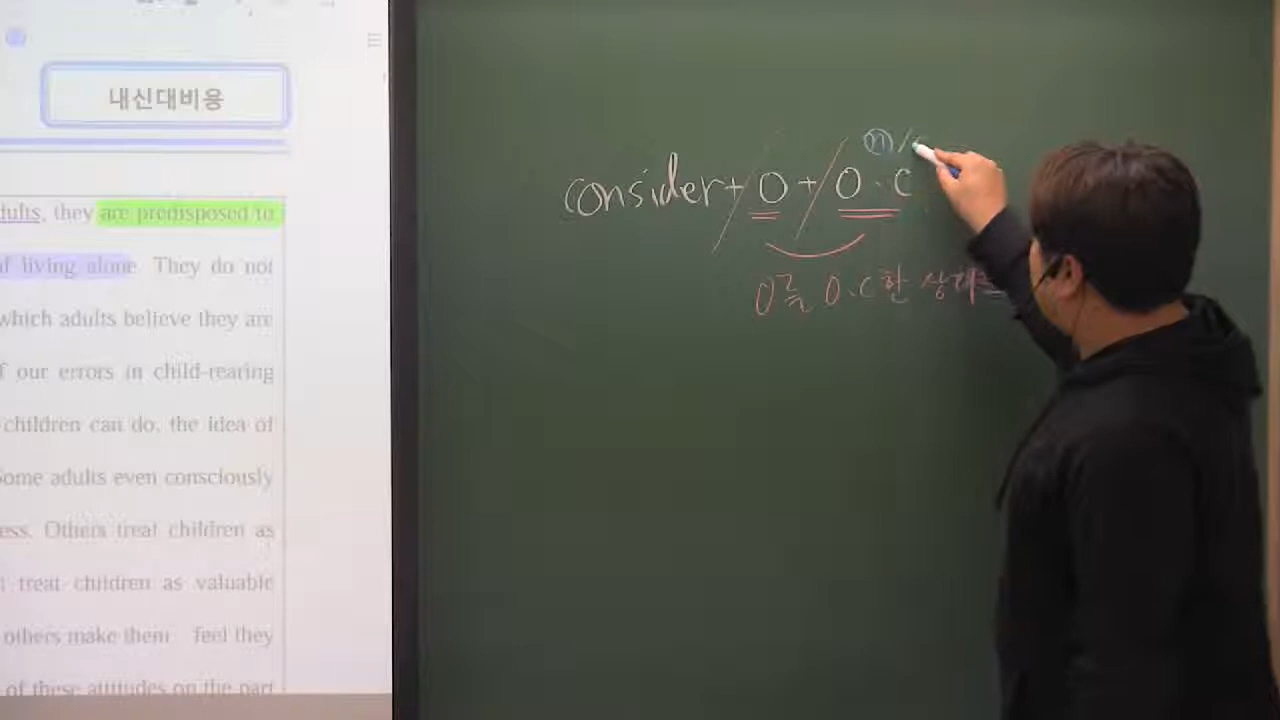 내신대비용
dults, they are predisposed to
f living alone. They do not
which adults believe they are
f our errors in child-rearing
children can do, the idea of
Some adults even consciously
ess. Others treat children as
treat children as valuable
others make them feel they
of these attitudes on the part
n /
consider + O + O.C
O를 O.C한 상태